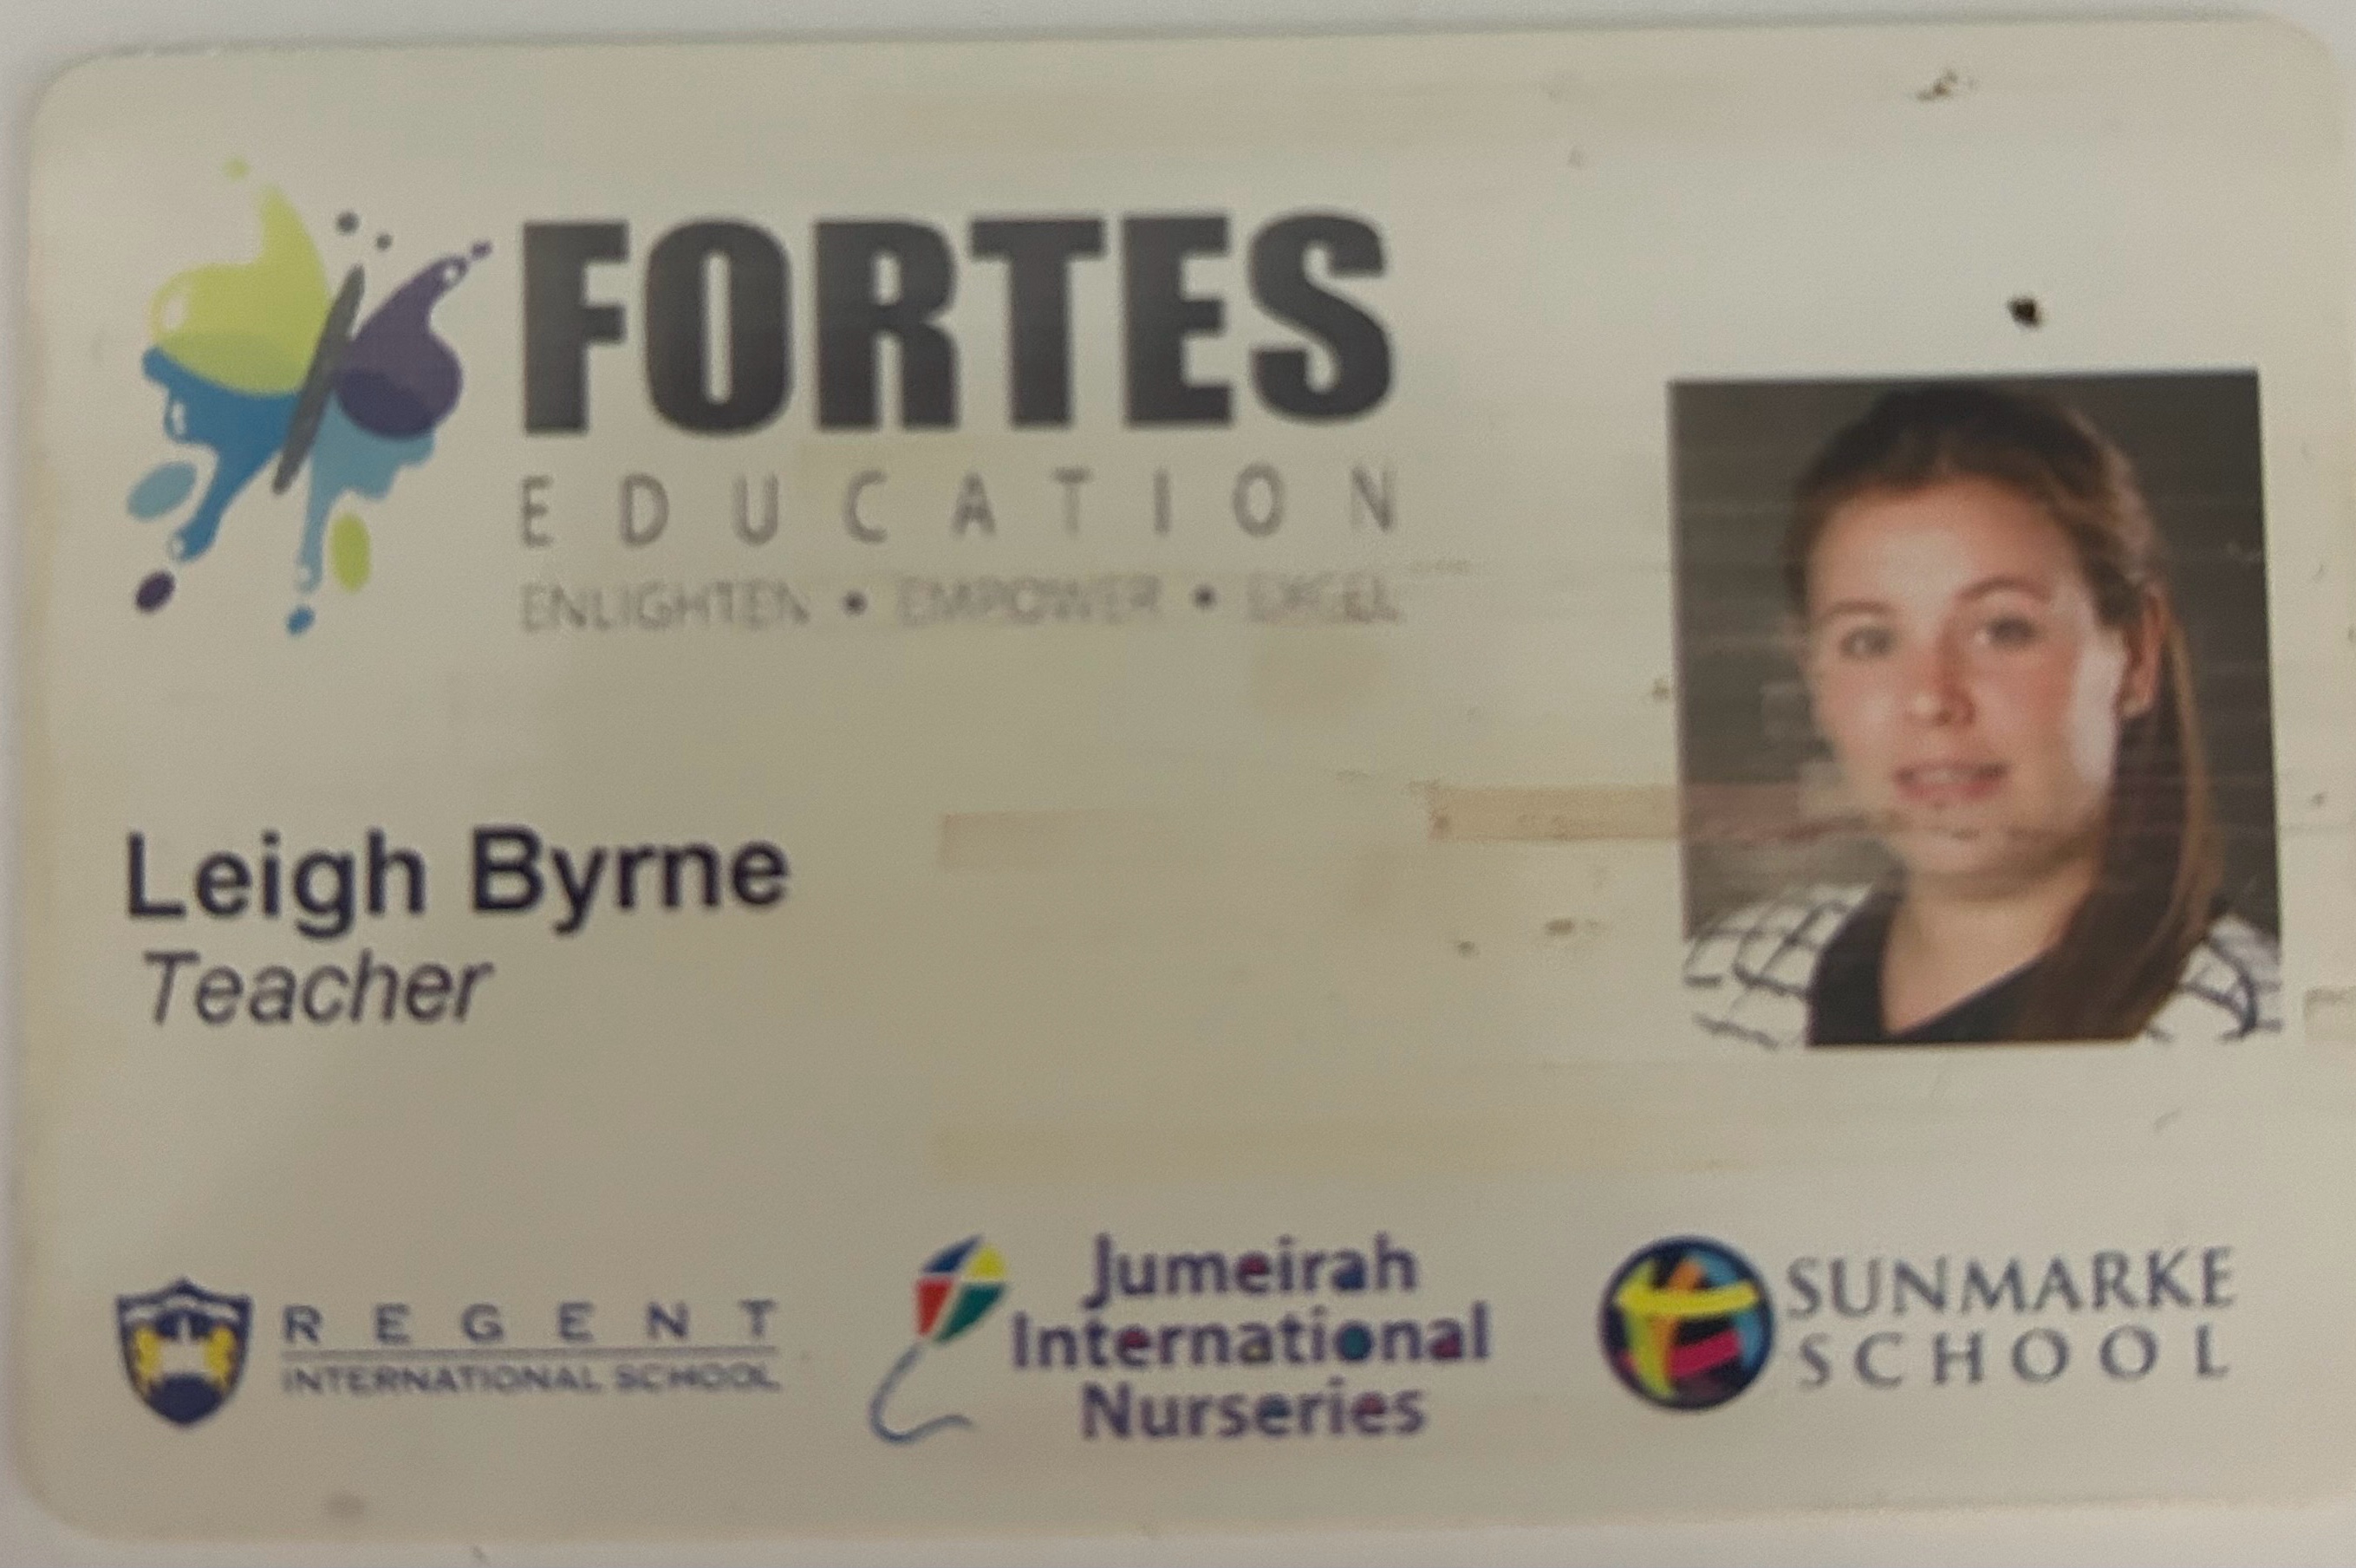 FORTES
EDUCATION
ENLIGHTEN • EMPOWER • EXCEL
Leigh Byrne
Teacher
REGENT
INTERNATIONAL SCHOOL
Jumeirah
International
Nurseries
SUNMARKE
SCHOOL